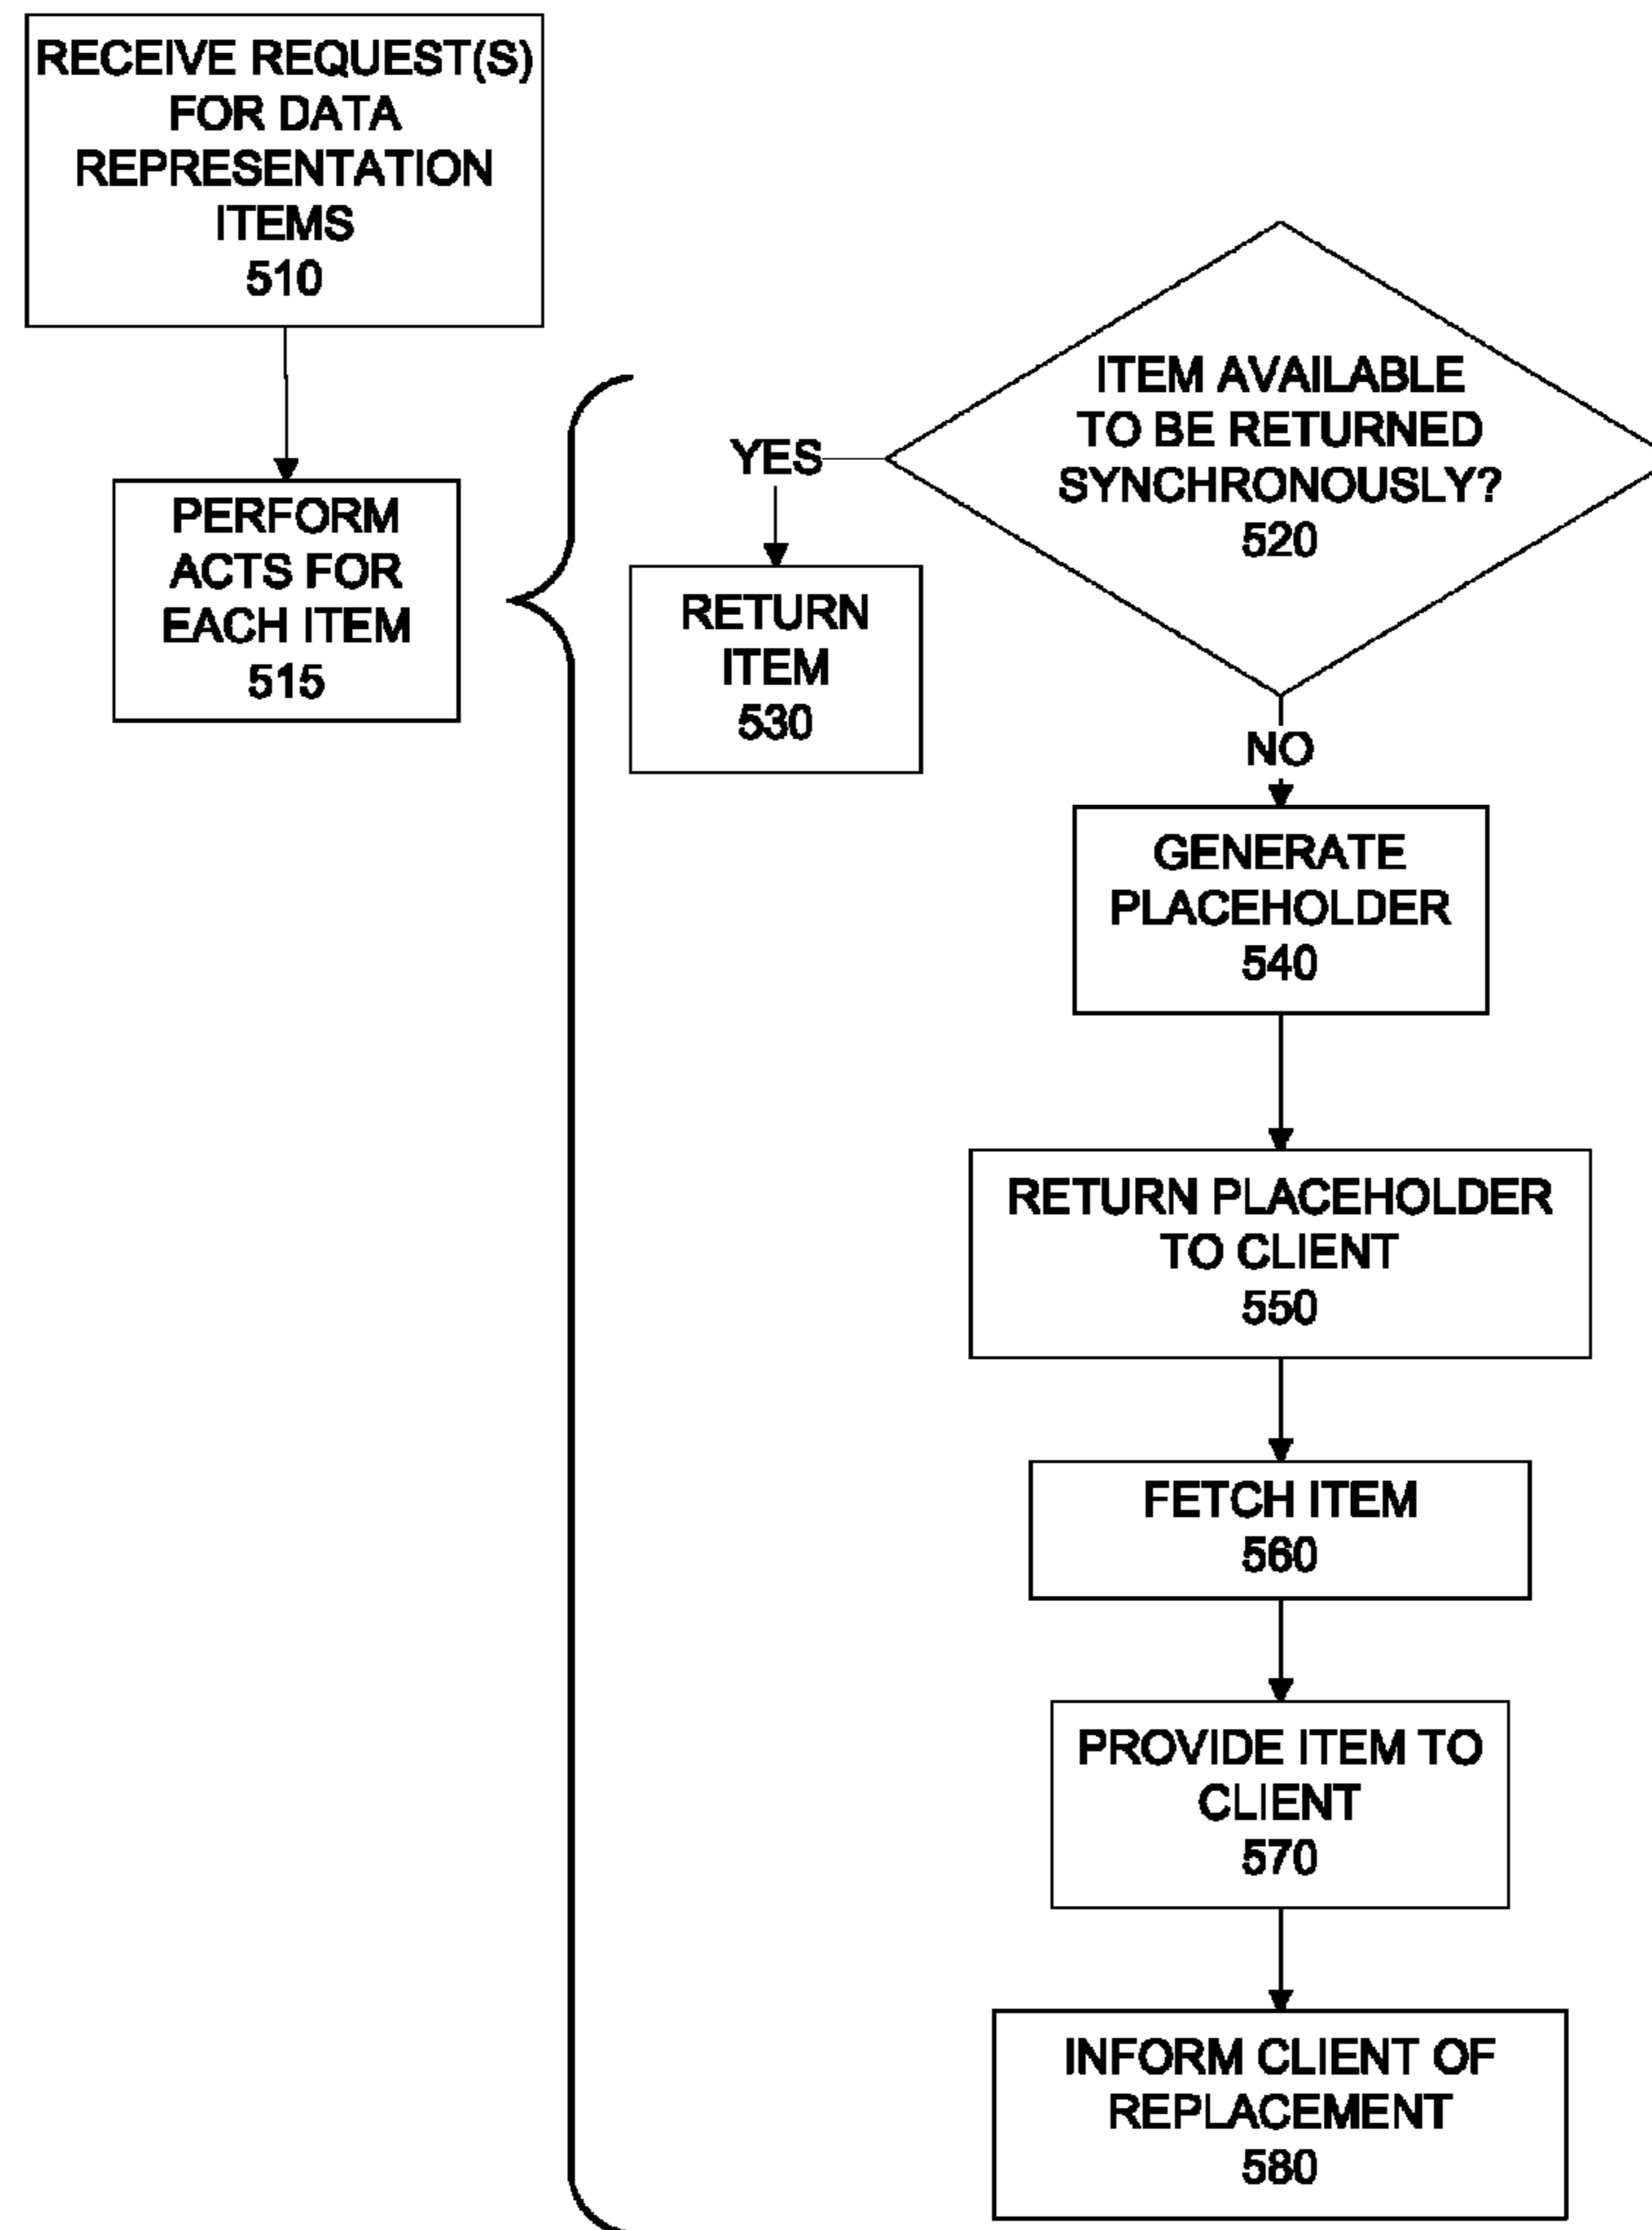 RECEIVE REQUEST(S)
FOR DATA
REPRESENTATION
ITEMS
510
PERFORM
ACTS FOR
EACH ITEM
515
ITEM AVAILABLE
TO BE RETURNED
SYNCHRONOUSLY?
520
YES
RETURN
ITEM
530
NO
GENERATE
PLACEHOLDER
540
RETURN PLACEHOLDER
TO CLIENT
550
FETCH ITEM
560
PROVIDE ITEM TO
CLIENT
570
INFORM CLIENT OF
REPLACEMENT
580